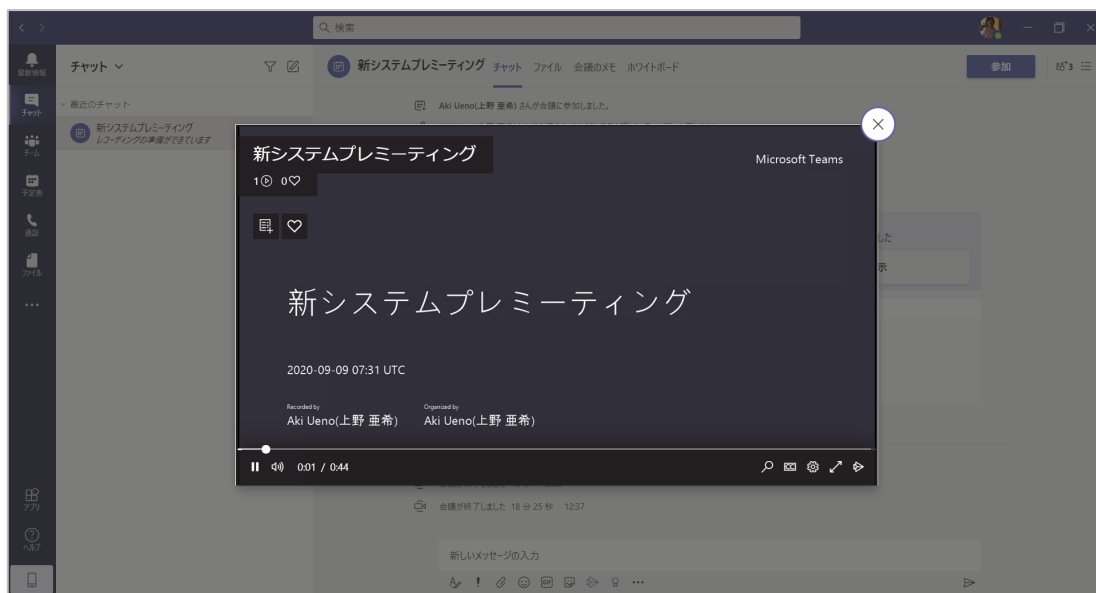 検索
最新情報
チャット
チーム
予定表
通話
ファイル
アプリ
ヘルプ
チャット
最近のチャット
新システムプレミーティング
レコーディングの準備ができています
新システムプレミーティング チャット ファイル 会議のメモ ホワイトボード
参加
3
Aki Ueno(上野 亜希) さんが会議に参加しました。
新システムプレミーティング
Microsoft Teams
1 0
新システムプレミーティング
2020-09-09 07:31 UTC
Recorded by Organized by
Aki Ueno(上野 亜希) Aki Ueno(上野 亜希)
0:01 / 0:44
CC
した
示
会議が終了しました 18 分 25 秒 12:37
新しいメッセージの入力
GIF